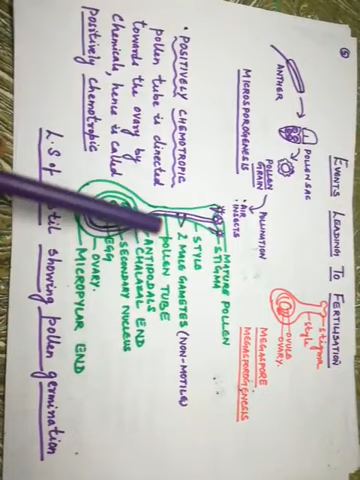 5
EVENTS LEADING TO FERTILISATION
ANTHER
POLLEN SAC
POLLEN
GRAIN
POLLINATION
• AIR
• INSECTS
MICROSPOROGENESIS
stigma
style
OVULE
OVARY.
MEGASPORE
MEGASPOROGENESIS
• POSITIVELY CHEMOTROPIC
pollen tube is directed
towards the ovary by
chemicals, hence is called
positively chemotropic
MATURE POLLEN
STIGMA
STYLE
2 MALE GAMETES (NON-MOTILE)
POLLEN TUBE
ANTIPODALS
CHALAZAL END
SECONDARY NUCLEUS
EGG
OVARY.
MICROPYLAR END
L.S of showing pollen germination